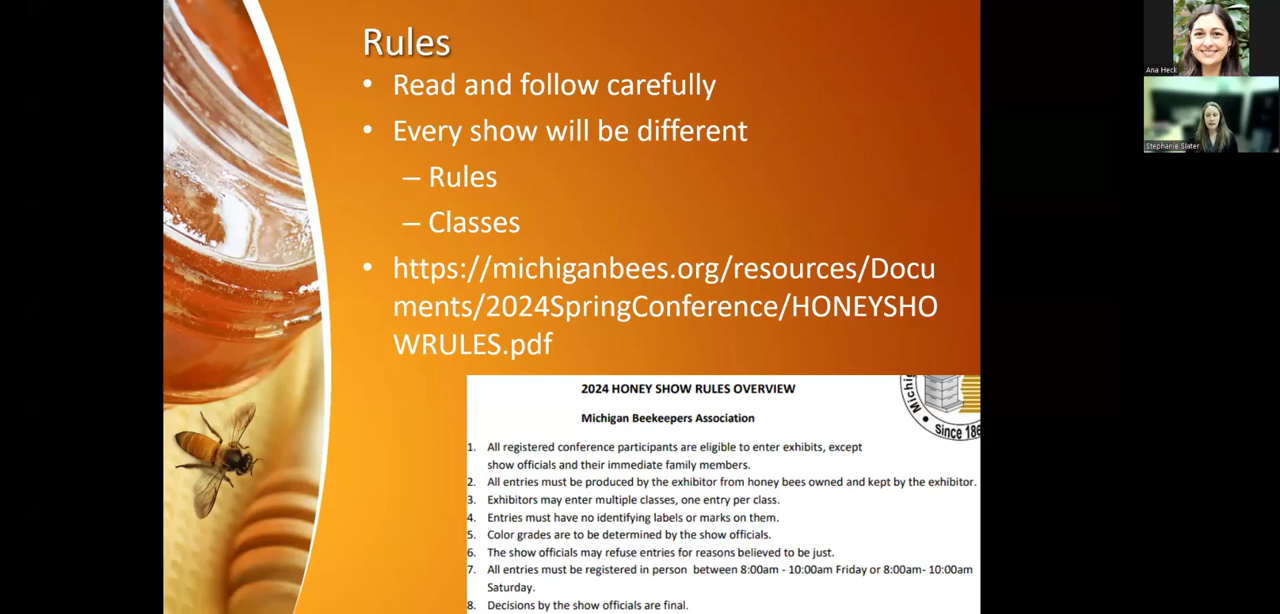 Rules
• Read and follow carefully
• Every show will be different
– Rules
– Classes
• https://michiganbees.org/resources/Docu
ments/2024SpringConference/HONEYSHO
WRULES.pdf
2024 HONEY SHOW RULES OVERVIEW
Michigan Beekeepers Association
1. All registered conference participants are eligible to enter exhibits, except
show officials and their immediate family members.
2. All entries must be produced by the exhibitor from honey bees owned and kept by the exhibitor.
3. Exhibitors may enter multiple classes, one entry per class.
4. Entries must have no identifying labels or marks on them.
5. Color grades are to be determined by the show officials.
6. The show officials may refuse entries for reasons believed to be just.
7. All entries must be registered in person between 8:00am - 10:00am Friday or 8:00am- 10:00am
Saturday.
8. Decisions by the show officials are final.
Michig
• Since 186
Ana Heck
Stephanie Slater